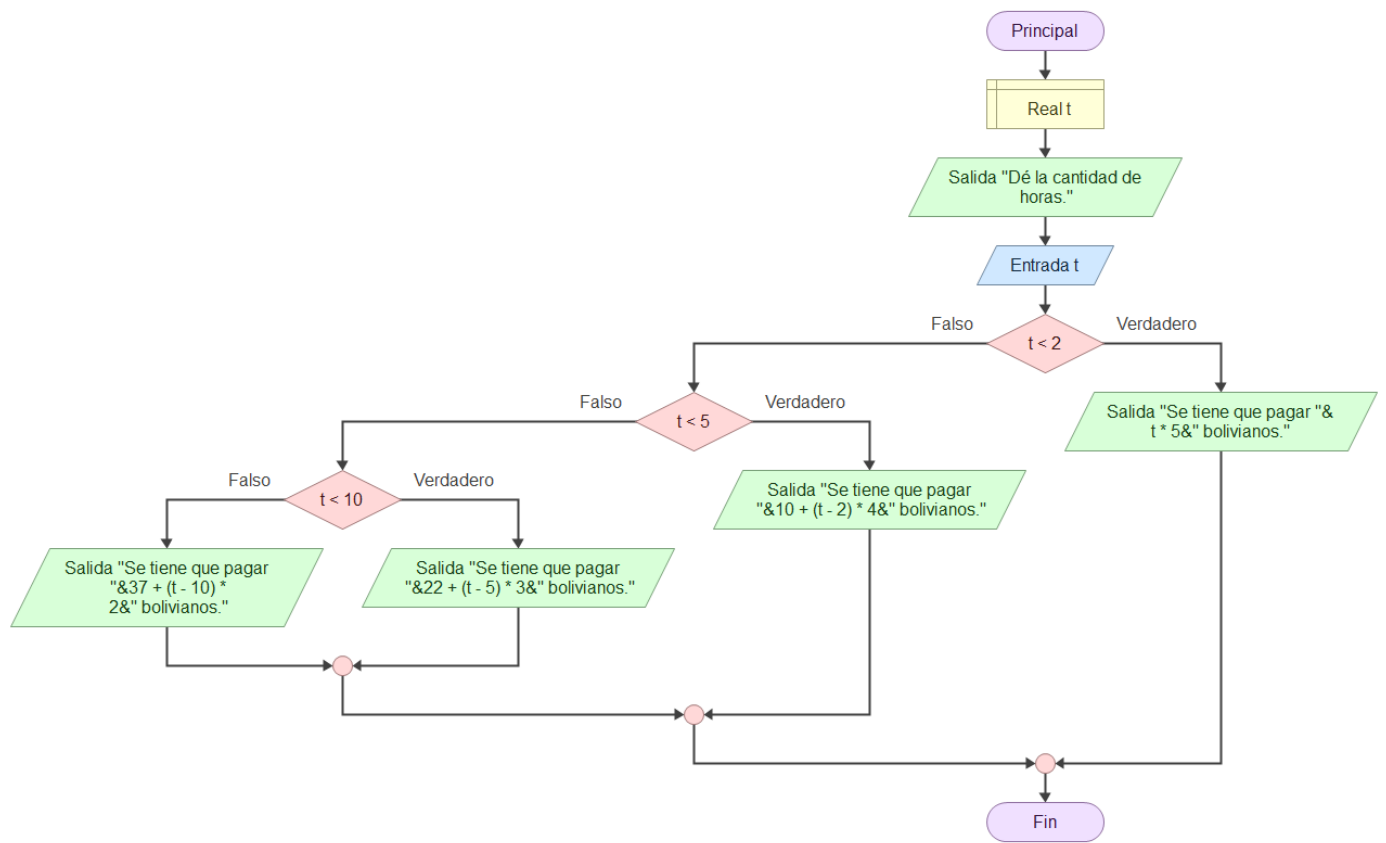 Principal
Real t
Salida "Dé la cantidad de
horas."
Entrada t
Falso
Verdadero
t < 2
Falso
Verdadero
t < 5
Salida "Se tiene que pagar "&
t * 5&" bolivianos."
Falso
Verdadero
t < 10
Salida "Se tiene que pagar
"&10 + (t - 2) * 4&" bolivianos."
Salida "Se tiene que pagar
"&37 + (t - 10) *
2&" bolivianos."
Salida "Se tiene que pagar
"&22 + (t - 5) * 3&" bolivianos."
Fin